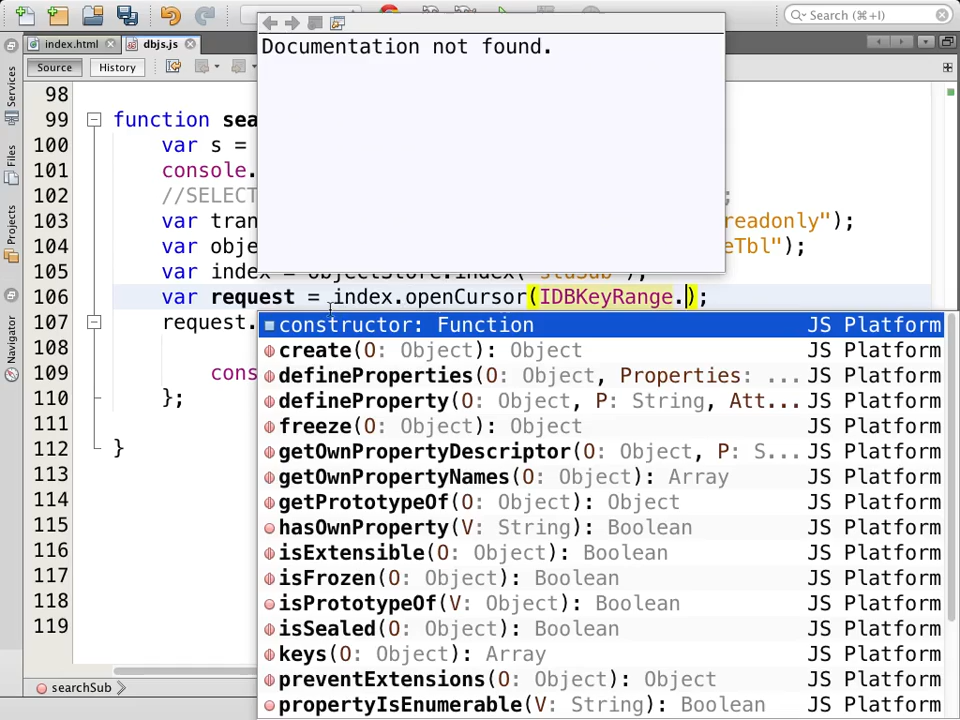 Search (⌘+I)
index.html
dbjs.js
Source
History
Documentation not found.
Services
Files
Projects
Navigator
98
99 function sea
100 var s =
101 console.
102 //SELECT ;
103 var tran readonly");
104 var obje eTbl");
105 var index = objectStore.index("stuSub");
106 var request = index.openCursor(IDBKeyRange.);
107 request.
108
109 cons
110 };
111
112 }
113
114
115
116
117
118
119
constructor: Function JS Platform
create(O: Object): Object JS Platform
defineProperties(O: Object, Properties: ... JS Platform
defineProperty(O: Object, P: String, Att... JS Platform
freeze(O: Object): Object JS Platform
getOwnPropertyDescriptor(O: Object, P: S... JS Platform
getOwnPropertyNames(O: Object): Array JS Platform
getPrototypeOf(O: Object): Object JS Platform
hasOwnProperty(V: String): Boolean JS Platform
isExtensible(O: Object): Boolean JS Platform
isFrozen(O: Object): Boolean JS Platform
isPrototypeOf(V: Object): Boolean JS Platform
isSealed(O: Object): Boolean JS Platform
keys(O: Object): Array JS Platform
preventExtensions(O: Object): Object JS Platform
propertyIsEnumerable(V: String): Boolean JS Platform
searchSub